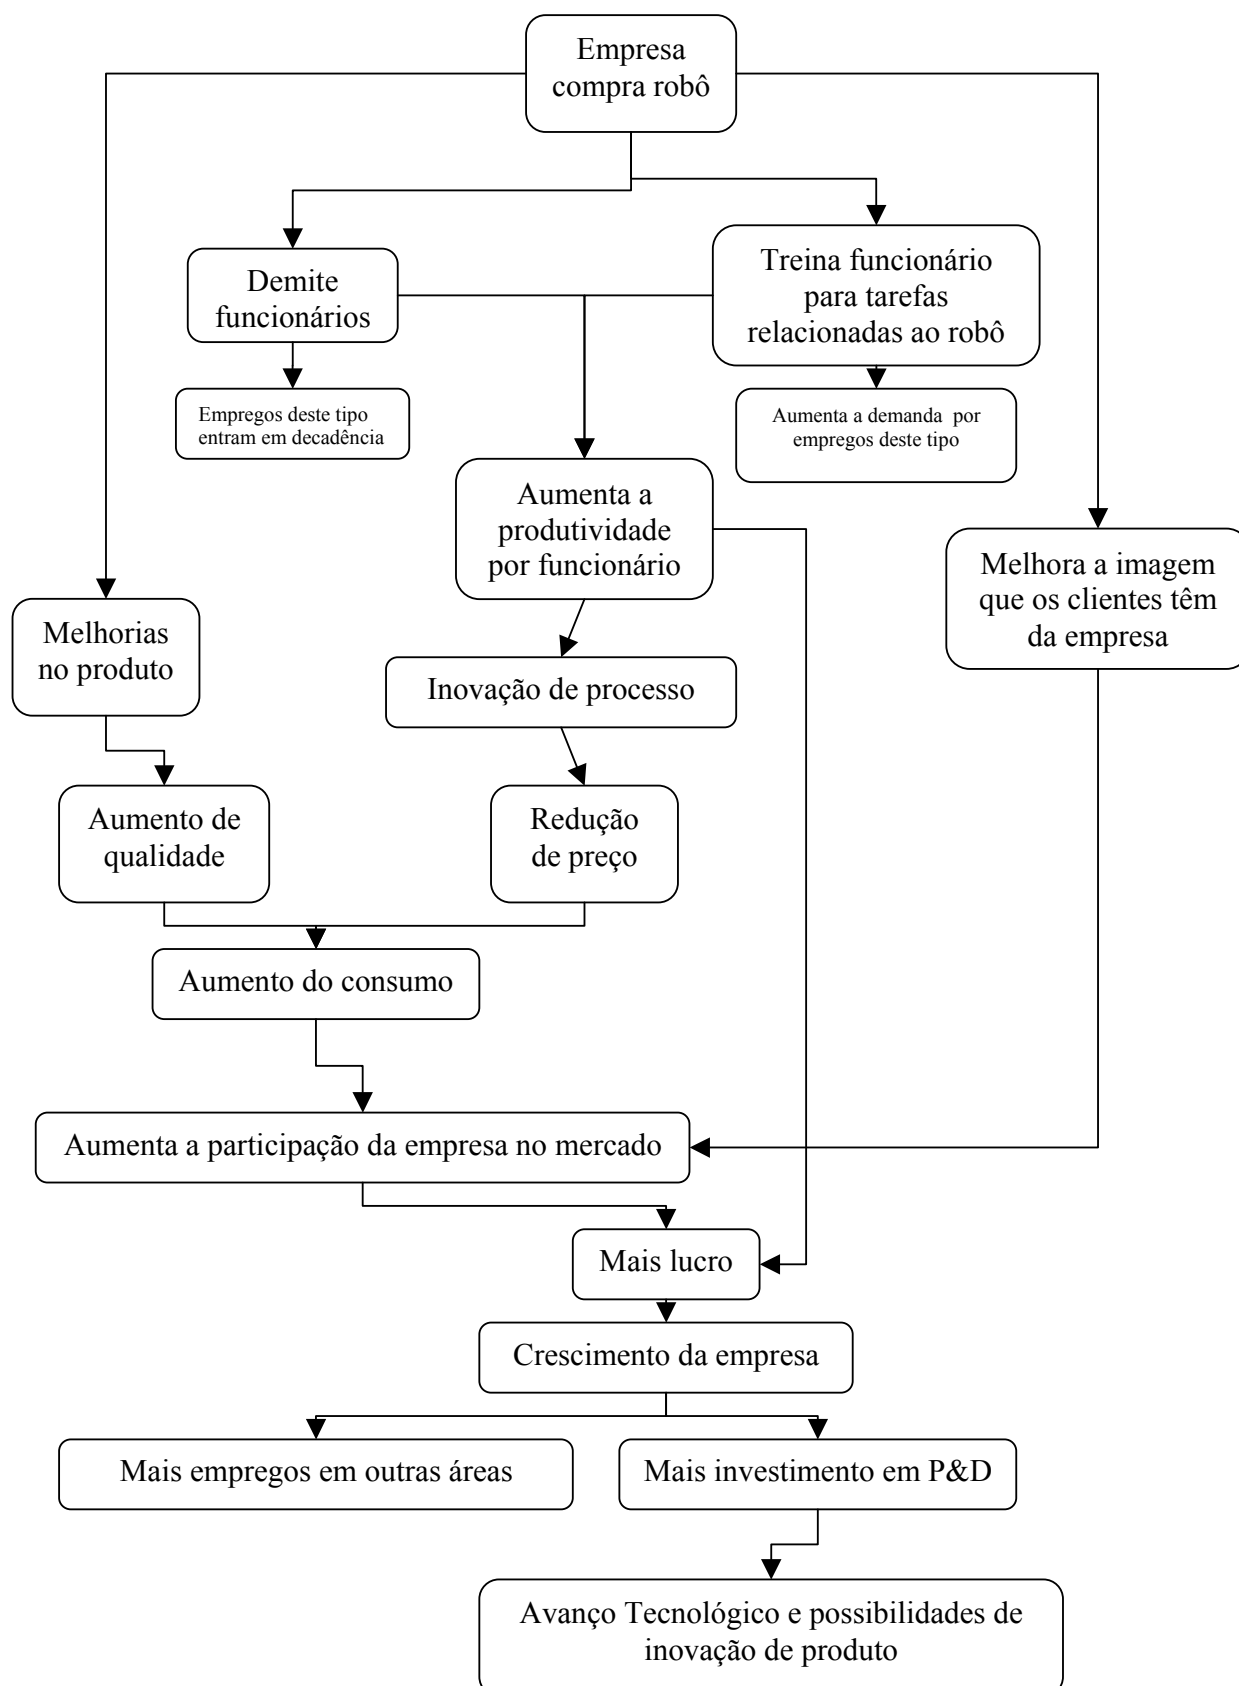 Empresa
compra robô
Demite
funcionários
Treina funcionário
para tarefas
relacionadas ao robô
Empregos deste tipo
entram em decadência
Aumenta a demanda por
empregos deste tipo
Aumenta a
produtividade
por funcionário
Melhora a imagem
que os clientes têm
da empresa
Melhorias
no produto
Inovação de processo
Aumento de
qualidade
Redução
de preço
Aumento do consumo
Aumenta a participação da empresa no mercado
Mais lucro
Crescimento da empresa
Mais empregos em outras áreas
Mais investimento em P&D
Avanço Tecnológico e possibilidades de
inovação de produto